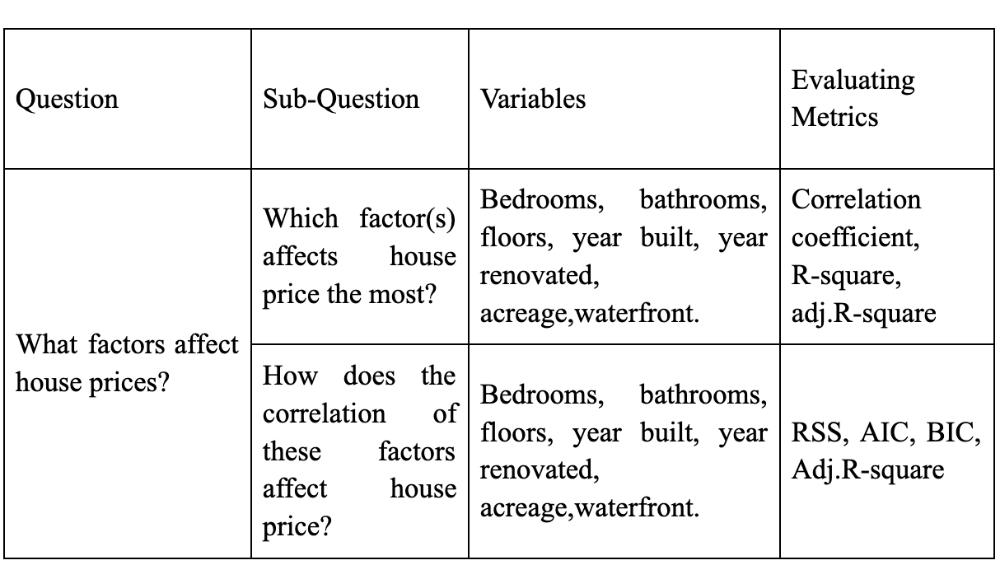 Question
Sub-Question
Variables
Evaluating
Metrics
What factors affect
house prices?
Which factor(s)
affects house
price the most?
Bedrooms, bathrooms,
floors, year built, year
renovated,
acreage,waterfront.
Correlation
coefficient,
R-square,
adj.R-square
How does the
correlation of
these factors
affect house
price?
Bedrooms, bathrooms,
floors, year built, year
renovated,
acreage,waterfront.
RSS, AIC, BIC,
Adj.R-square